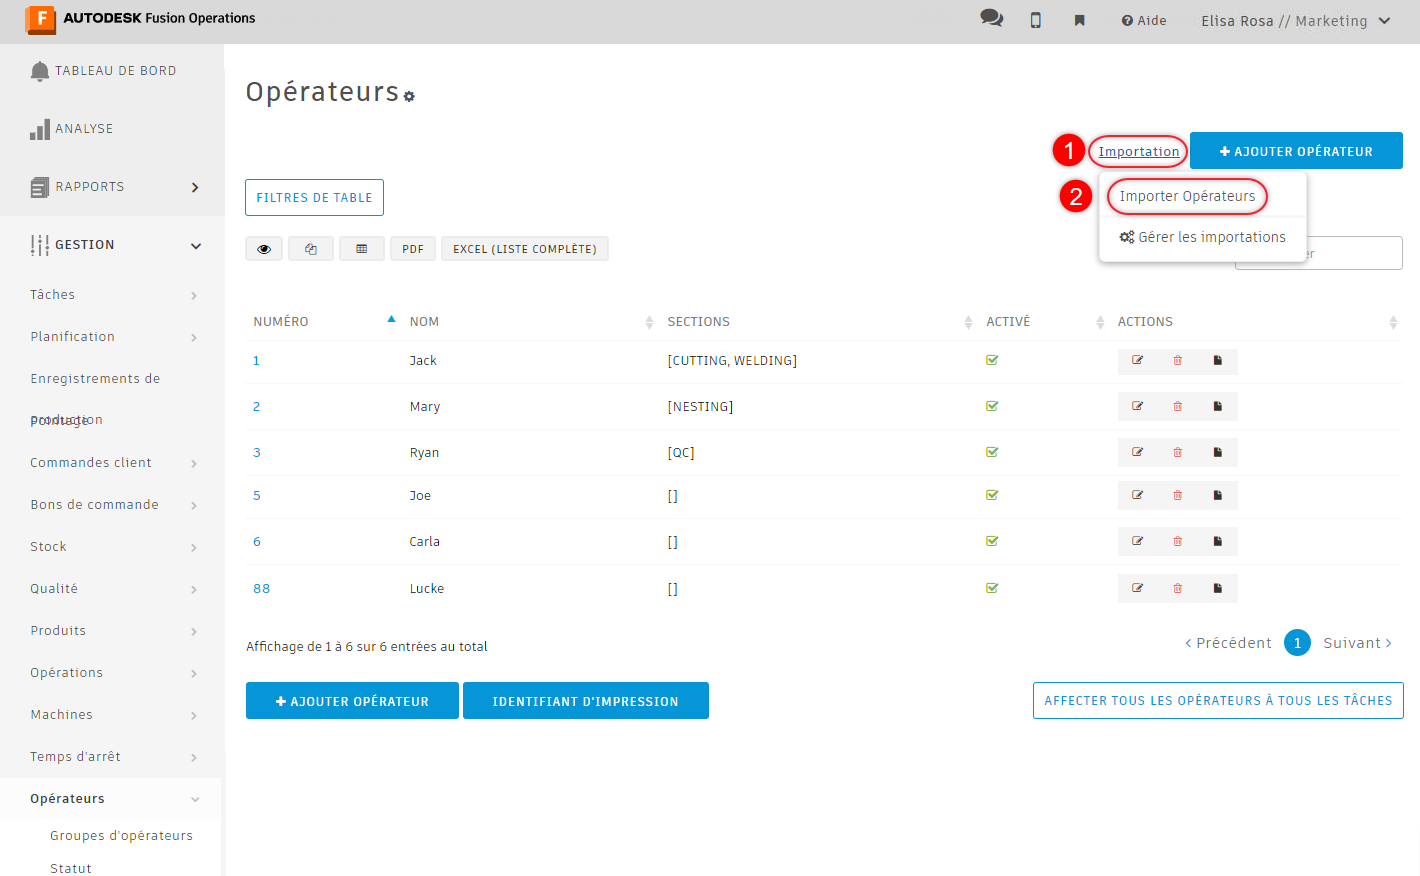 AUTODESK Fusion Operations
Aide
Elisa Rosa // Marketing
TABLEAU DE BORD
ANALYSE
RAPPORTS
GESTION
Tâches
Planification
Enregistrements de
production
Pointage
Commandes client
Bons de commande
Stock
Qualité
Produits
Opérations
Machines
Temps d'arrêt
Opérateurs
Groupes d'opérateurs
Statut
Opérateurs
1 Importation
+ AJOUTER OPÉRATEUR
2 Importer Opérateurs
Gérer les importations
FILTRES DE TABLE
PDF
EXCEL (LISTE COMPLÈTE)
NUMÉRO NOM SECTIONS ACTIVÉ ACTIONS
1 Jack [CUTTING, WELDING]
2 Mary [NESTING]
3 Ryan [QC]
5 Joe []
6 Carla []
88 Lucke []
Affichage de 1 à 6 sur 6 entrées au total
< Précédent 1 Suivant >
+ AJOUTER OPÉRATEUR
IDENTIFIANT D'IMPRESSION
AFFECTER TOUS LES OPÉRATEURS À TOUS LES TÂCHES